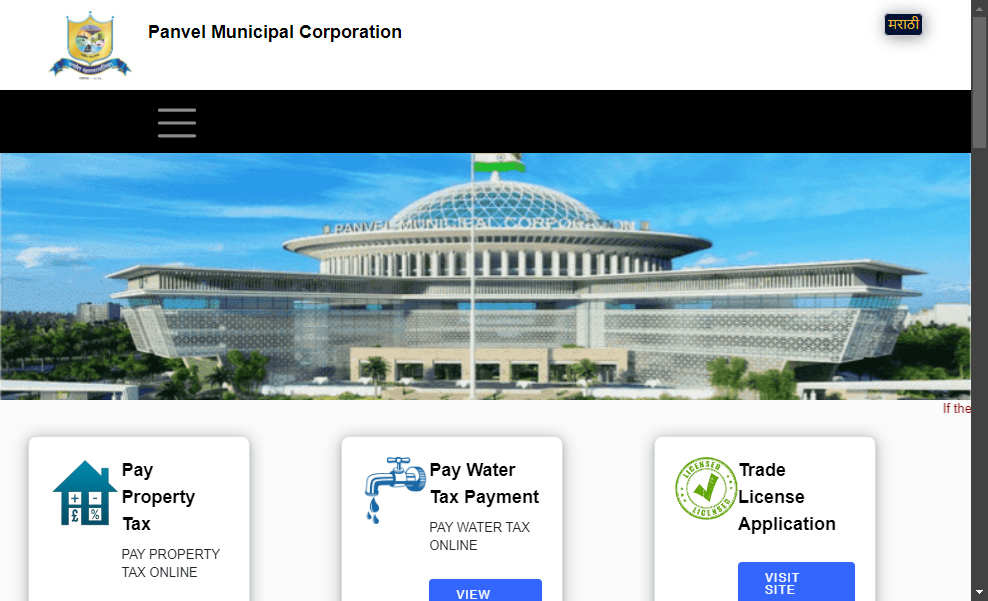 Panvel Municipal Corporation
मराठी
PANVEL MUNICIPAL CORPORATION
If the
Pay
Property
Tax
PAY PROPERTY
TAX ONLINE
Pay Water
Tax Payment
PAY WATER TAX
ONLINE
VIEW
LICENSED
LICENSED
Trade
License
Application
VISIT
SITE